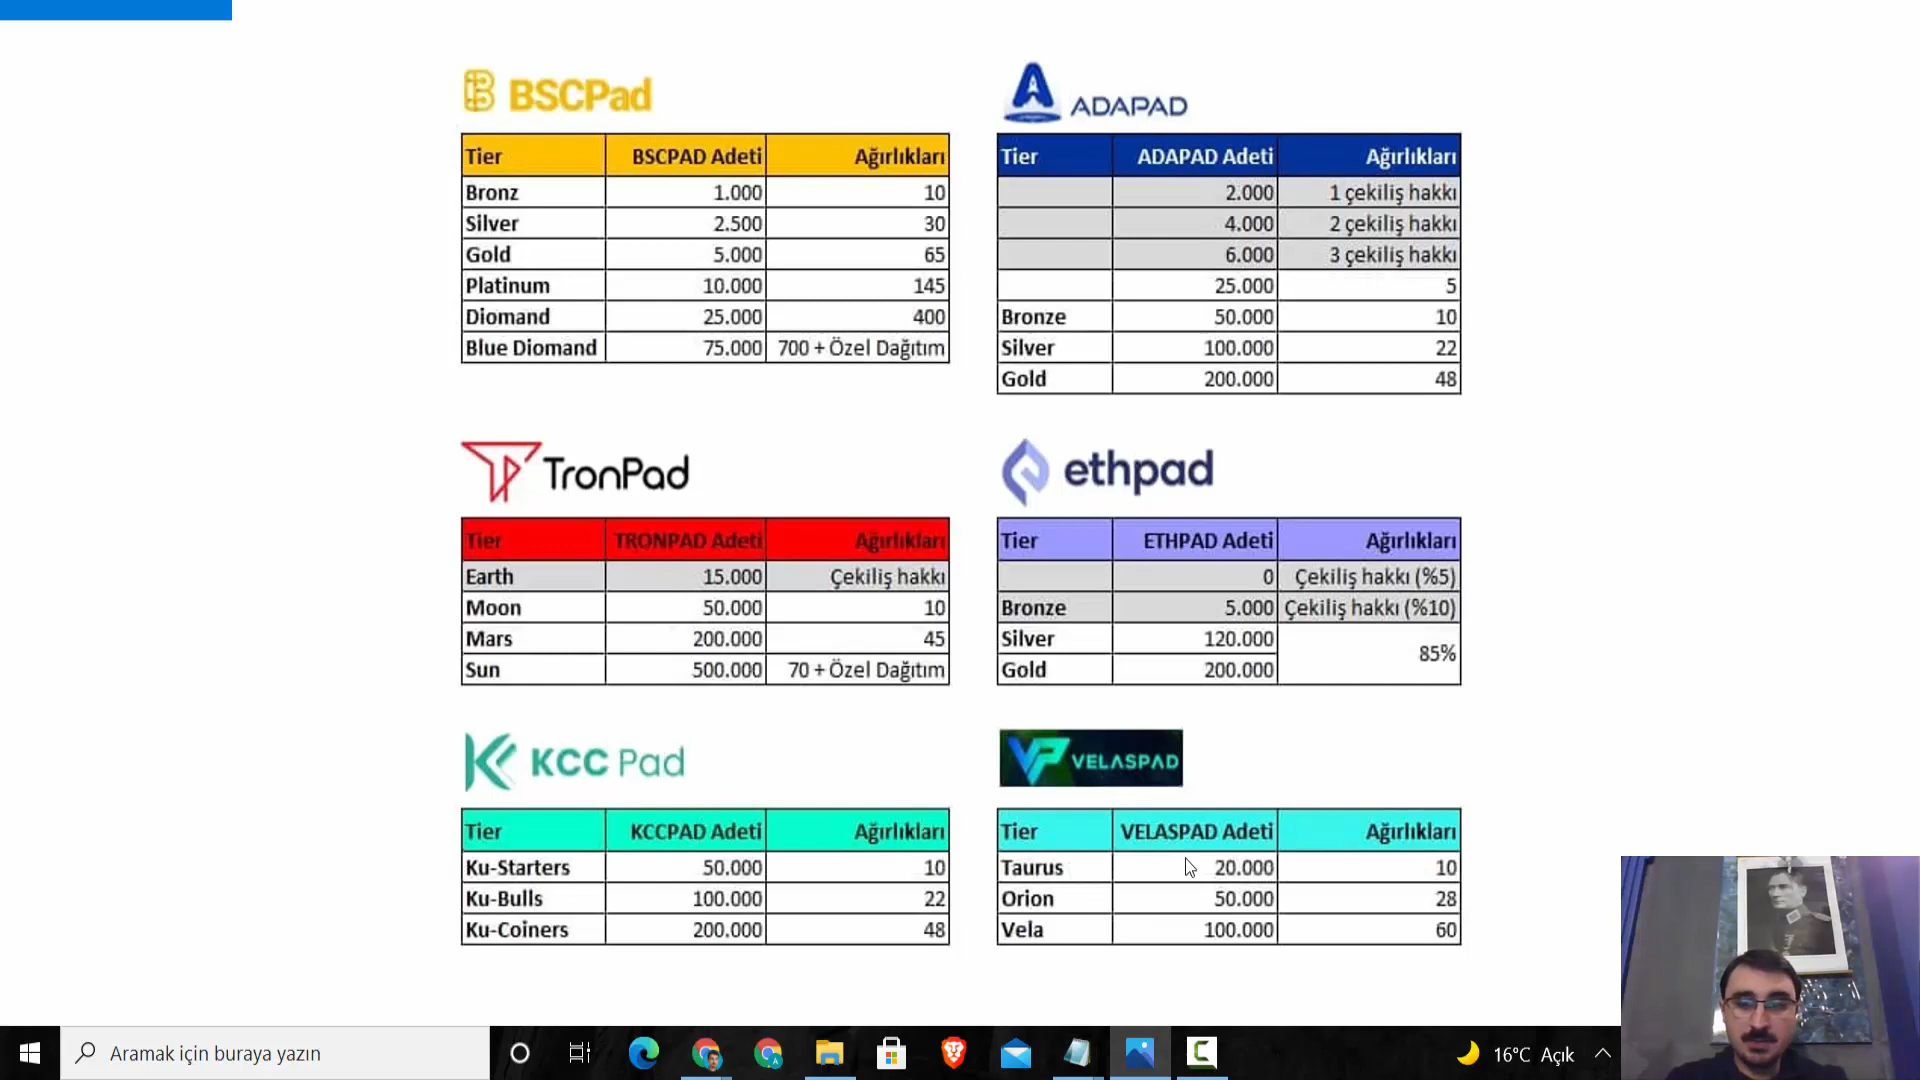 BSCPad
Tier BSCPAD Adeti Ağırlıkları
Bronz 1.000 10
Silver 2.500 30
Gold 5.000 65
Platinum 10.000 145
Diomand 25.000 400
Blue Diomand 75.000 700 + Özel Dağıtım
ADAPAD
Tier ADAPAD Adeti Ağırlıkları
2.000 1 çekiliş hakkı
4.000 2 çekiliş hakkı
6.000 3 çekiliş hakkı
25.000 5
Bronze 50.000 10
Silver 100.000 22
Gold 200.000 48
TronPad
Tier TRONPAD Adeti Ağırlıkları
Earth 15.000 Çekiliş hakkı
Moon 50.000 10
Mars 200.000 45
Sun 500.000 70 + Özel Dağıtım
ethpad
Tier ETHPAD Adeti Ağırlıkları
0 Çekiliş hakkı (%5)
Bronze 5.000 Çekiliş hakkı (%10)
Silver 120.000
85%
Gold 200.000
KCC Pad
Tier KCCPAD Adeti Ağırlıkları
Ku-Starters 50.000 10
Ku-Bulls 100.000 22
Ku-Coiners 200.000 48
VELASPAD
Tier VELASPAD Adeti Ağırlıkları
Taurus 20.000 10
Orion 50.000 28
Vela 100.000 60
Aramak için buraya yazın
16°C Açık